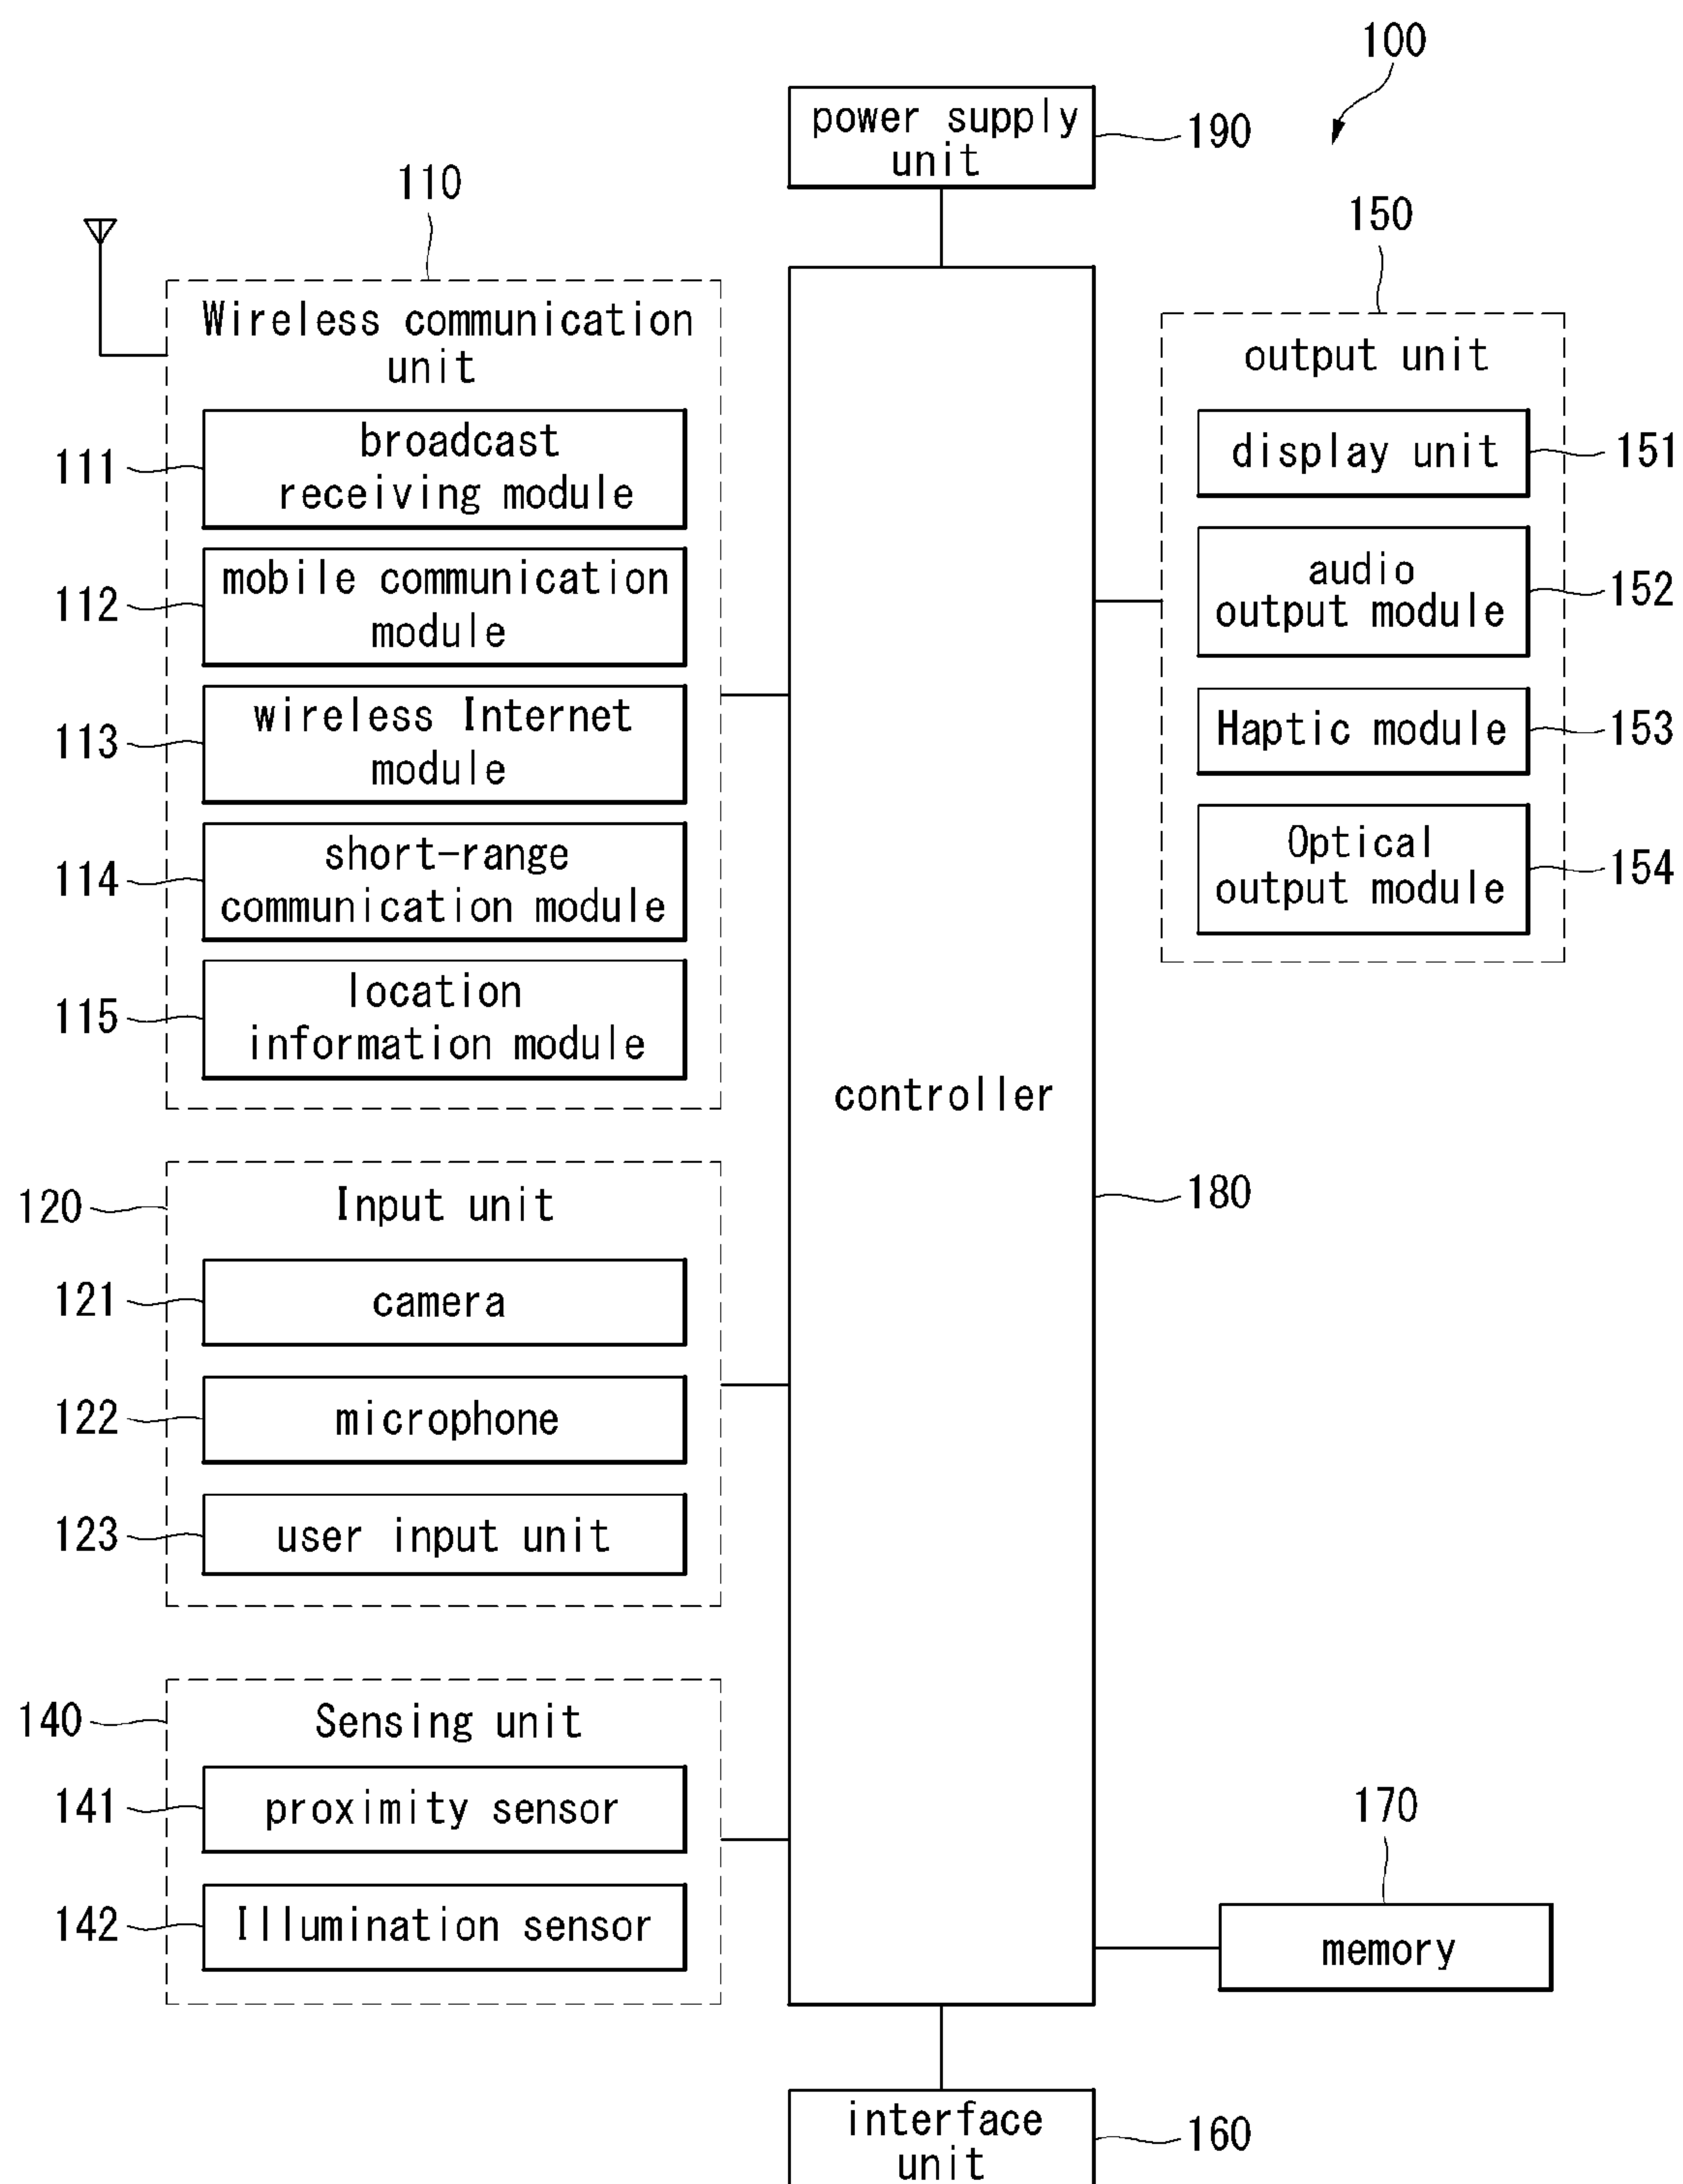 100
power supply
unit
190
110
150
Wireless communication
unit
111
broadcast
receiving module
112
mobile communication
module
113
wireless Internet
module
114
short-range
communication module
115
location
information module
output unit
display unit
151
audio
output module
152
Haptic module
153
Optical
output module
154
controller
180
120
Input unit
121
camera
122
microphone
123
user input unit
140
Sensing unit
141
proximity sensor
142
Illumination sensor
170
memory
interface
unit
160